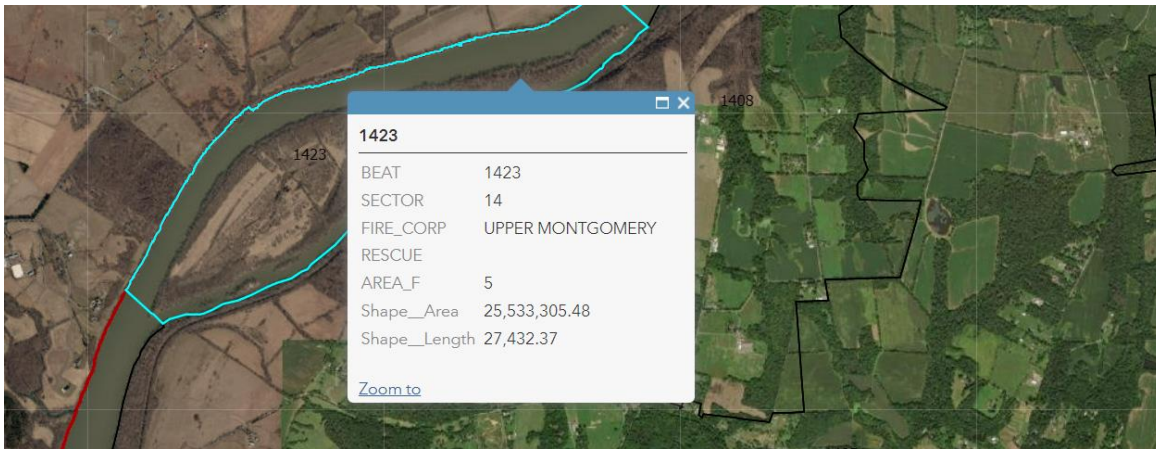 1408
1423
1423
BEAT 1423
SECTOR 14
FIRE_CORP UPPER MONTGOMERY
RESCUE
AREA_F 5
Shape__Area 25,533,305.48
Shape__Length 27,432.37
Zoom to